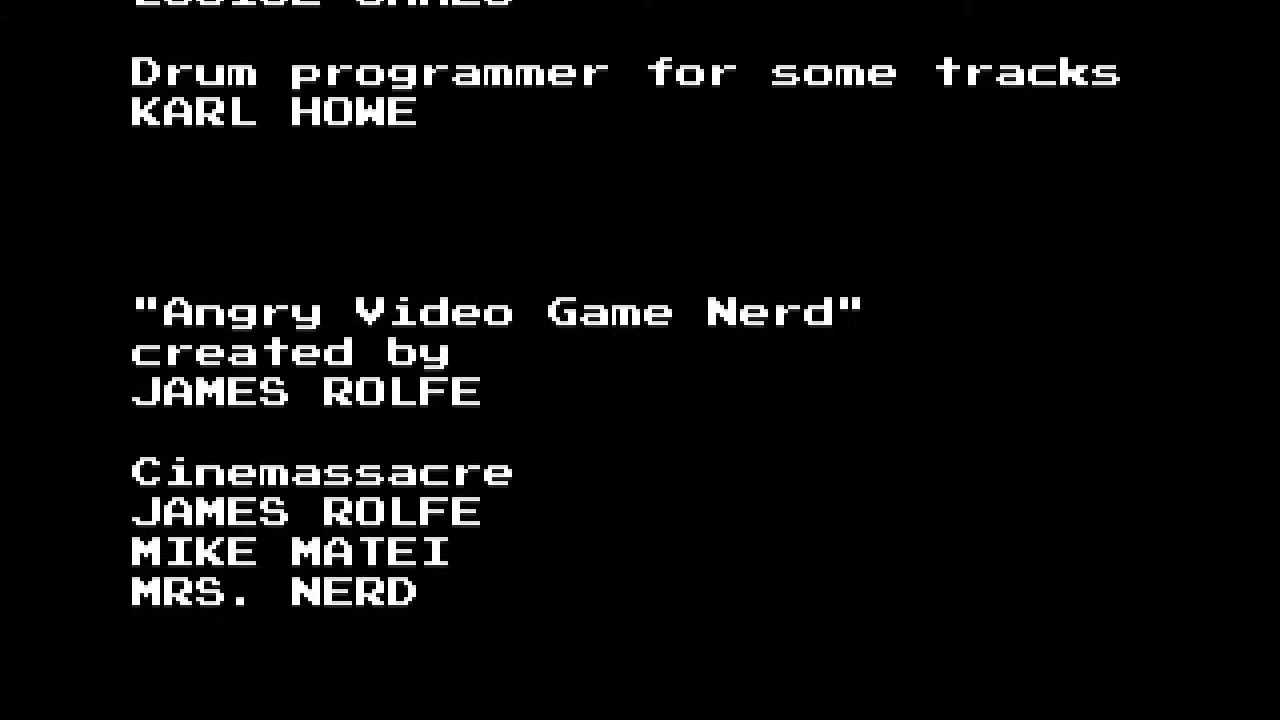 Drum programmer for some tracks
KARL HOWE
"Angry Video Game Nerd"
created by
JAMES ROLFE
Cinemassacre
JAMES ROLFE
MIKE MATEI
MRS. NERD